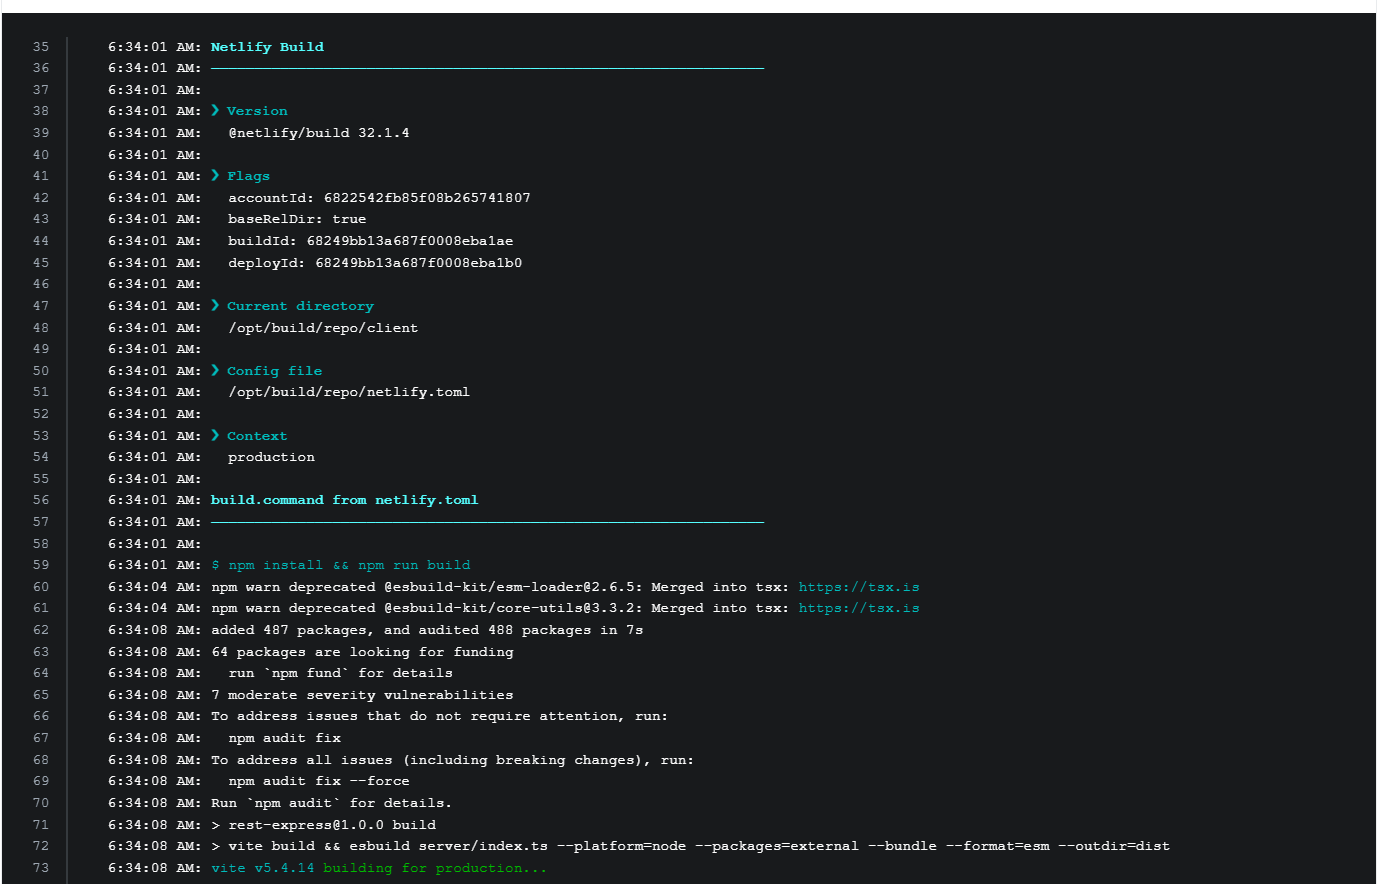 35 6:34:01 AM: Netlify Build
36 6:34:01 AM: ────────────────────────────────────────────────────────────────
37 6:34:01 AM:
38 6:34:01 AM: ❯ Version
39 6:34:01 AM:   @netlify/build 32.1.4
40 6:34:01 AM:
41 6:34:01 AM: ❯ Flags
42 6:34:01 AM:   accountId: 6822542fb85f08b265741807
43 6:34:01 AM:   baseRelDir: true
44 6:34:01 AM:   buildId: 68249bb13a687f0008eba1ae
45 6:34:01 AM:   deployId: 68249bb13a687f0008eba1b0
46 6:34:01 AM:
47 6:34:01 AM: ❯ Current directory
48 6:34:01 AM:   /opt/build/repo/client
49 6:34:01 AM:
50 6:34:01 AM: ❯ Config file
51 6:34:01 AM:   /opt/build/repo/netlify.toml
52 6:34:01 AM:
53 6:34:01 AM: ❯ Context
54 6:34:01 AM:   production
55 6:34:01 AM:
56 6:34:01 AM: build.command from netlify.toml
57 6:34:01 AM: ────────────────────────────────────────────────────────────────
58 6:34:01 AM:
59 6:34:01 AM: $ npm install && npm run build
60 6:34:04 AM: npm warn deprecated @esbuild-kit/esm-loader@2.6.5: Merged into tsx: https://tsx.is
61 6:34:04 AM: npm warn deprecated @esbuild-kit/core-utils@3.3.2: Merged into tsx: https://tsx.is
62 6:34:08 AM: added 487 packages, and audited 488 packages in 7s
63 6:34:08 AM: 64 packages are looking for funding
64 6:34:08 AM:   run `npm fund` for details
65 6:34:08 AM: 7 moderate severity vulnerabilities
66 6:34:08 AM: To address issues that do not require attention, run:
67 6:34:08 AM:   npm audit fix
68 6:34:08 AM: To address all issues (including breaking changes), run:
69 6:34:08 AM:   npm audit fix --force
70 6:34:08 AM: Run `npm audit` for details.
71 6:34:08 AM: > rest-express@1.0.0 build
72 6:34:08 AM: > vite build && esbuild server/index.ts --platform=node --packages=external --bundle --format=esm --outdir=dist
73 6:34:08 AM: vite v5.4.14 building for production...